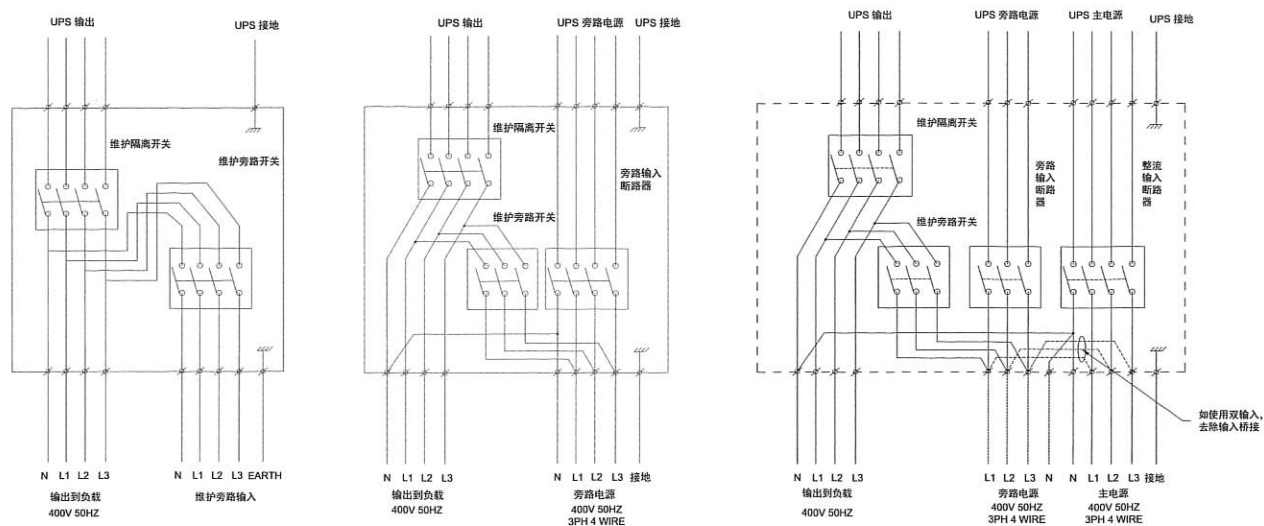 UPS 输出
UPS 接地
维护隔离开关
维护旁路开关
N L1 L2 L3
N L1 L2 L3 EARTH
输出到负载
400V 50HZ
维护旁路输入
UPS 输出
UPS 旁路电源
UPS 接地
维护隔离开关
旁路输入
断路器
维护旁路开关
N L1 L2 L3
N L1 L2 L3 接地
输出到负载
400V 50HZ
旁路电源
400V 50HZ
3PH 4 WIRE
UPS 输出
UPS 旁路电源
UPS 主电源
UPS 接地
维护隔离开关
旁路
输入
断路
器
整流
输入
断路
器
维护旁路开关
如使用双输入,
去除输入桥接
N L1 L2 L3
L1 L2 L3 N
N L1 L2 L3 接地
输出到负载
400V 50HZ
旁路电源
400V 50HZ
3PH 4 WIRE
主电源
400V 50HZ
3PH 4 WIRE